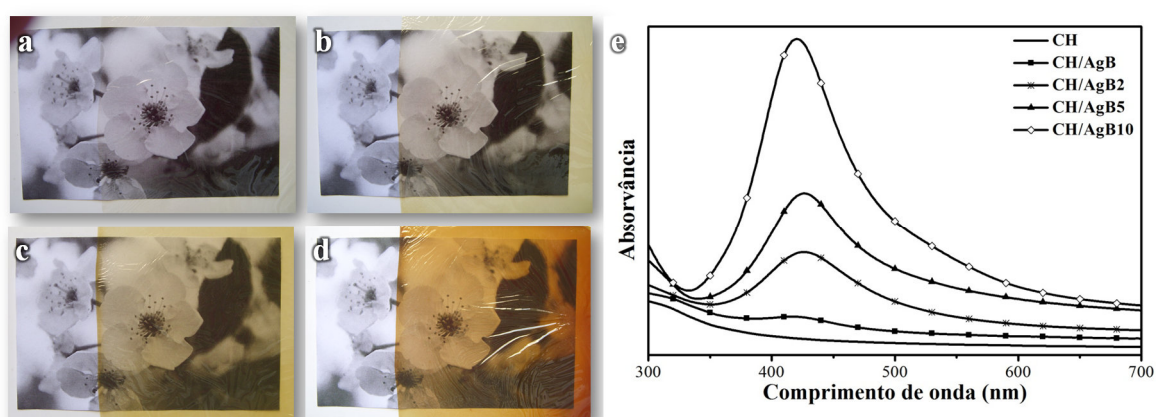 a
b
c
d
e
CH
CH/AgB
CH/AgB2
CH/AgB5
CH/AgB10
Absorvância
300
400
500
600
700
Comprimento de onda (nm)